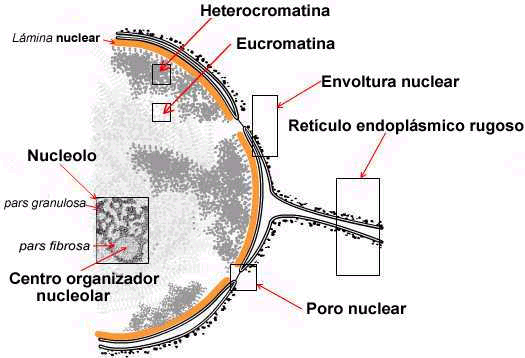 Heterocromatina
Lámina nuclear
Eucromatina
Envoltura nuclear
Retículo endoplásmico rugoso
Nucleolo
pars granulosa
pars fibrosa
Centro organizador
nucleolar
Poro nuclear